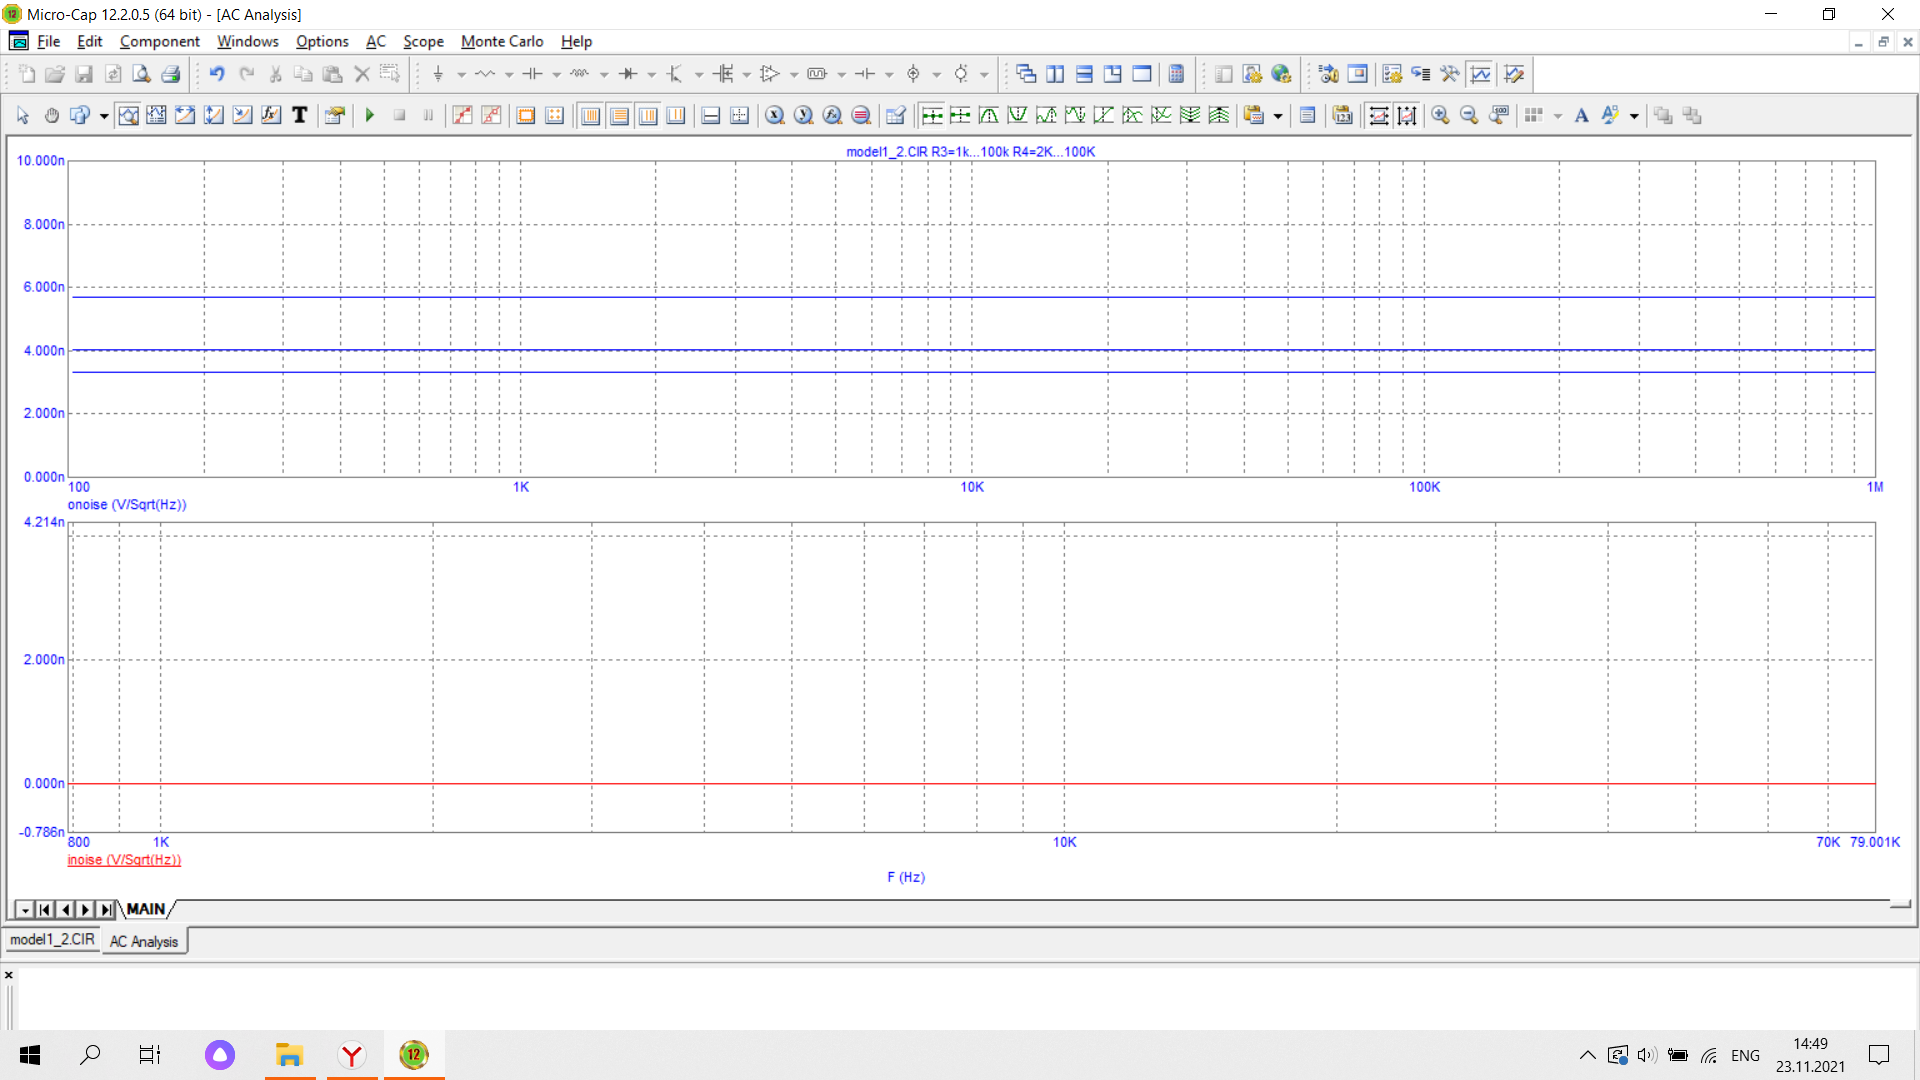 Micro-Cap 12.2.0.5 (64 bit) - [AC Analysis]
File Edit Component Windows Options AC Scope Monte Carlo Help
model1_2.CIR R3=1k...100k R4=2K...100K
10.000n
8.000n
6.000n
4.000n
2.000n
0.000n
100 1K 10K 100K 1M
onoise (V/Sqrt(Hz))
4.214n
2.000n
0.000n
-0.786n
800 1K 10K 70K 79.001K
inoise (V/Sqrt(Hz))
F (Hz)
MAIN
model1_2.CIR AC Analysis
12
ENG
14:49
23.11.2021